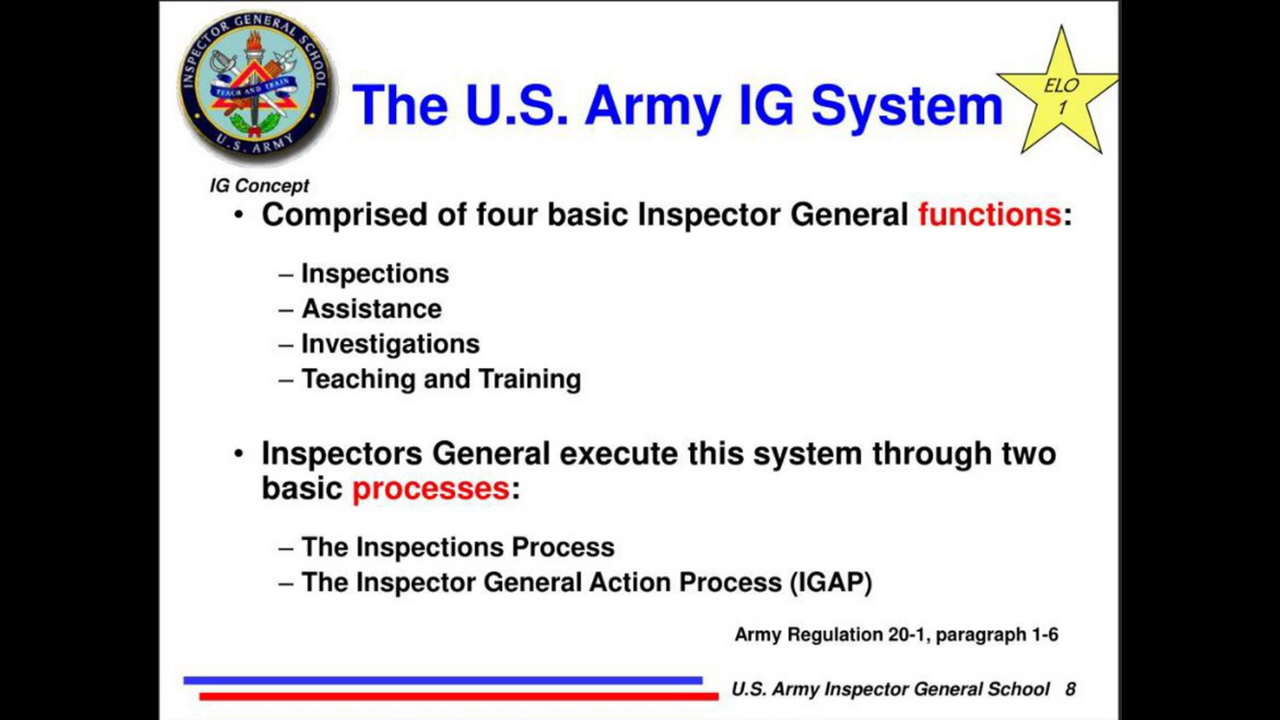 INSPECTOR GENERAL SCHOOL
TEACH AND TRAIN
U.S. ARMY
The U.S. Army IG System
ELO
1
IG Concept
• Comprised of four basic Inspector General functions:
– Inspections
– Assistance
– Investigations
– Teaching and Training
• Inspectors General execute this system through two
basic processes:
– The Inspections Process
– The Inspector General Action Process (IGAP)
Army Regulation 20-1, paragraph 1-6
U.S. Army Inspector General School 8